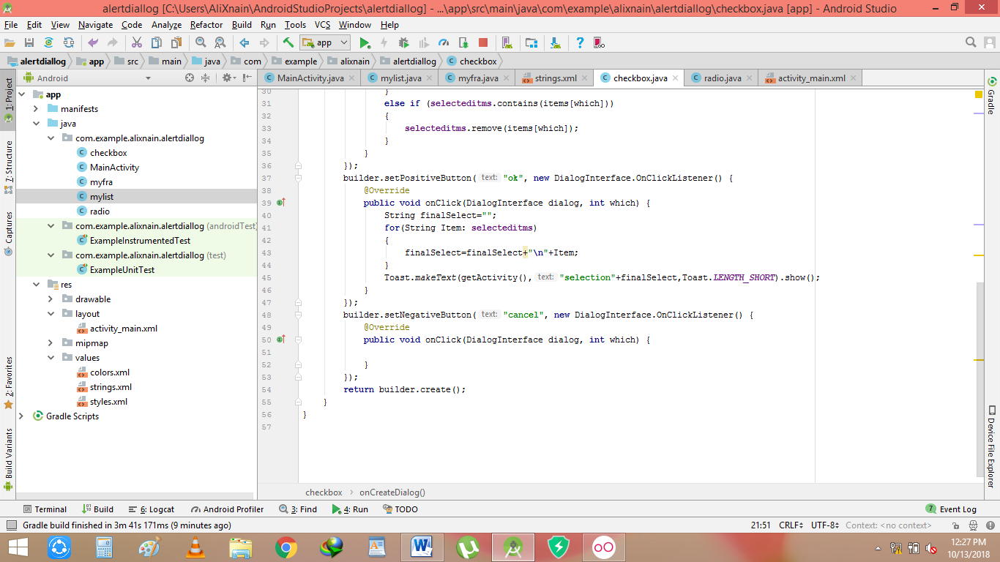 alertdiallog [C:\Users\AliXnain\AndroidStudioProjects\alertdiallog] - ...\app\src\main\java\com\example\alixnain\alertdiallog\checkbox.java [app] - Android Studio
File Edit View Navigate Code Analyze Refactor Build Run Tools VCS Window Help
app
alertdiallog app src main java com example alixnain alertdiallog checkbox
Android
MainActivity.java mylist.java myfra.java strings.xml checkbox.java radio.java activity_main.xml
1: Project
7: Structure
Captures
2: Favorites
Build Variants
app
manifests
java
com.example.alixnain.alertdiallog
checkbox
MainActivity
myfra
mylist
radio
com.example.alixnain.alertdiallog (androidTest)
ExampleInstrumentedTest
com.example.alixnain.alertdiallog (test)
ExampleUnitTest
res
drawable
layout
activity_main.xml
mipmap
values
colors.xml
strings.xml
styles.xml
Gradle Scripts
30 }
31 else if (selecteditms.contains(items[which]))
32 {
33 selecteditms.remove(items[which]);
34 }
35 }
36 });
37 builder.setPositiveButton( text: "ok", new DialogInterface.OnClickListener() {
38 @Override
39 public void onClick(DialogInterface dialog, int which) {
40 String finalSelect="";
41 for(String Item: selecteditms)
42 {
43 finalSelect=finalSelect+"\n"+Item;
44 }
45 Toast.makeText(getActivity(), text: "selection"+finalSelect,Toast.LENGTH_SHORT).show();
46 }
47 });
48 builder.setNegativeButton( text: "cancel", new DialogInterface.OnClickListener() {
49 @Override
50 public void onClick(DialogInterface dialog, int which) {
51
52 }
53 });
54 return builder.create();
55 }
56 }
57
Gradle
Device File Explorer
checkbox onCreateDialog()
Terminal Build 6: Logcat Android Profiler 3: Find 4: Run TODO 7 Event Log
Gradle build finished in 3m 41s 171ms (9 minutes ago) 21:51 CRLF UTF-8 Context: <no context>
12:27 PM
10/13/2018